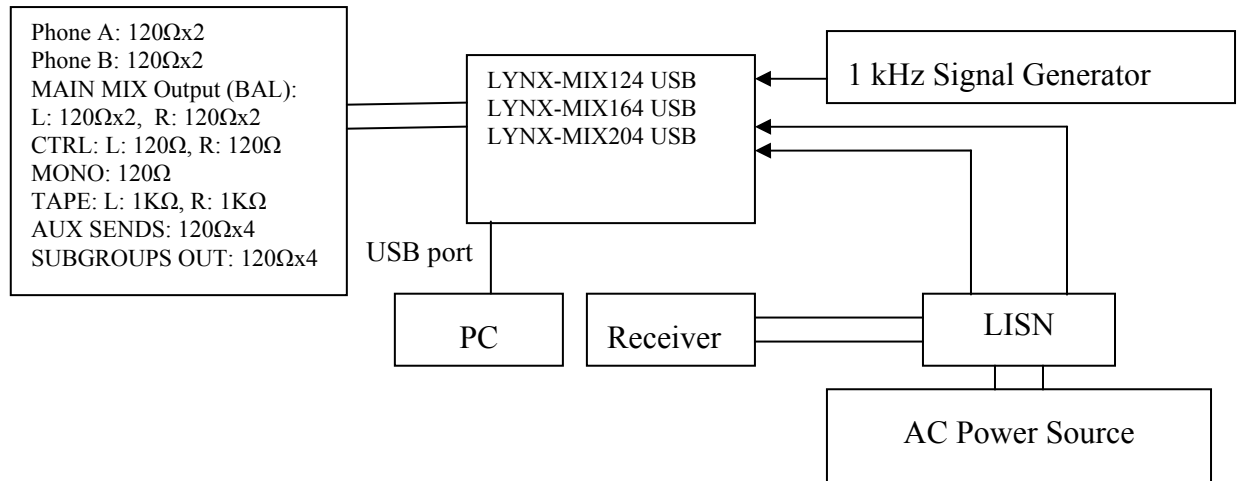 Phone A: 120Ωx2
Phone B: 120Ωx2
MAIN MIX Output (BAL):
L: 120Ωx2, R: 120Ωx2
CTRL: L: 120Ω, R: 120Ω
MONO: 120Ω
TAPE: L: 1KΩ, R: 1KΩ
AUX SENDS: 120Ωx4
SUBGROUPS OUT: 120Ωx4
LYNX-MIX124 USB
LYNX-MIX164 USB
LYNX-MIX204 USB
1 kHz Signal Generator
USB port
PC
Receiver
LISN
AC Power Source